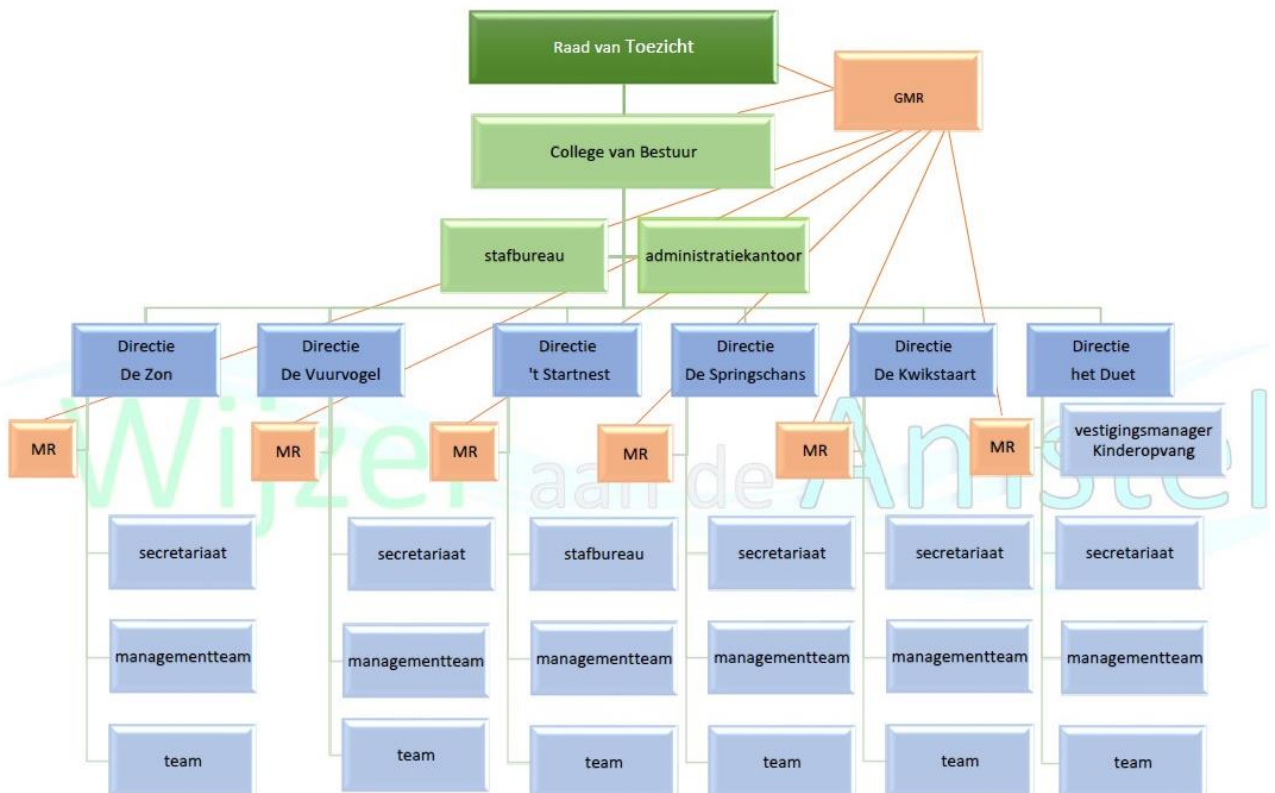 Raad van Toezicht
GMR
College van Bestuur
stafbureau
administratiekantoor
Directie
De Zon
Directie
De Vuurvogel
Directie
't Startnest
Directie
De Springschans
Directie
De Kwikstaart
Directie
het Duet
MR
MR
MR
MR
MR
MR
vestigingsmanager
Kinderopvang
Wijzer aan de Amstel
secretariaat
secretariaat
stafbureau
secretariaat
secretariaat
secretariaat
managementteam
managementteam
managementteam
managementteam
managementteam
managementteam
team
team
team
team
team
team